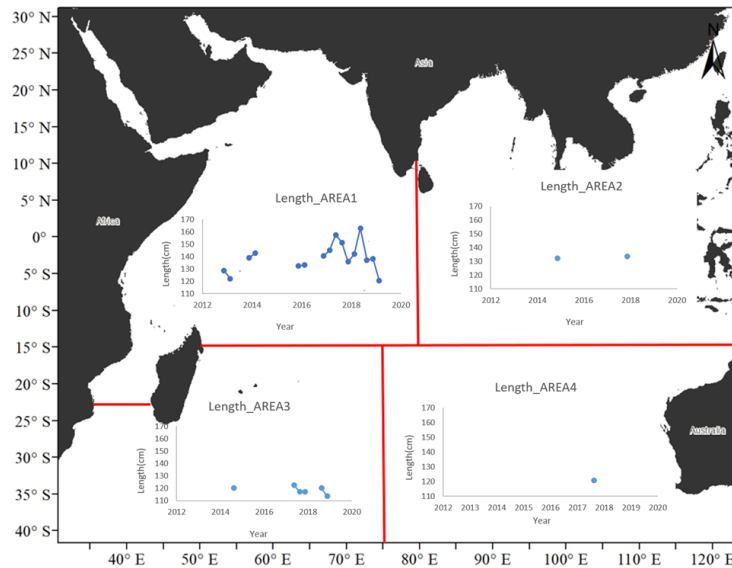 30° N
25° N
20° N
15° N
10° N
5° N
0°
5° S
10° S
15° S
20° S
25° S
30° S
35° S
40° S
N
Asia
Africa
Australia
Length_AREA1
170
160
150
140
130
120
110
Length(cm)
2012 2014 2016 2018 2020
Year
Length_AREA2
170
160
150
140
130
120
110
Length(cm)
2012 2014 2016 2018 2020
Year
Length_AREA3
170
160
150
140
130
120
110
Length(cm)
2012 2014 2016 2018 2020
Year
Length_AREA4
170
160
150
140
130
120
110
Length(cm)
2012 2013 2014 2015 2016 2017 2018 2019 2020
Year
40° E 50° E 60° E 70° E 80° E 90° E 100° E 110° E 120° E